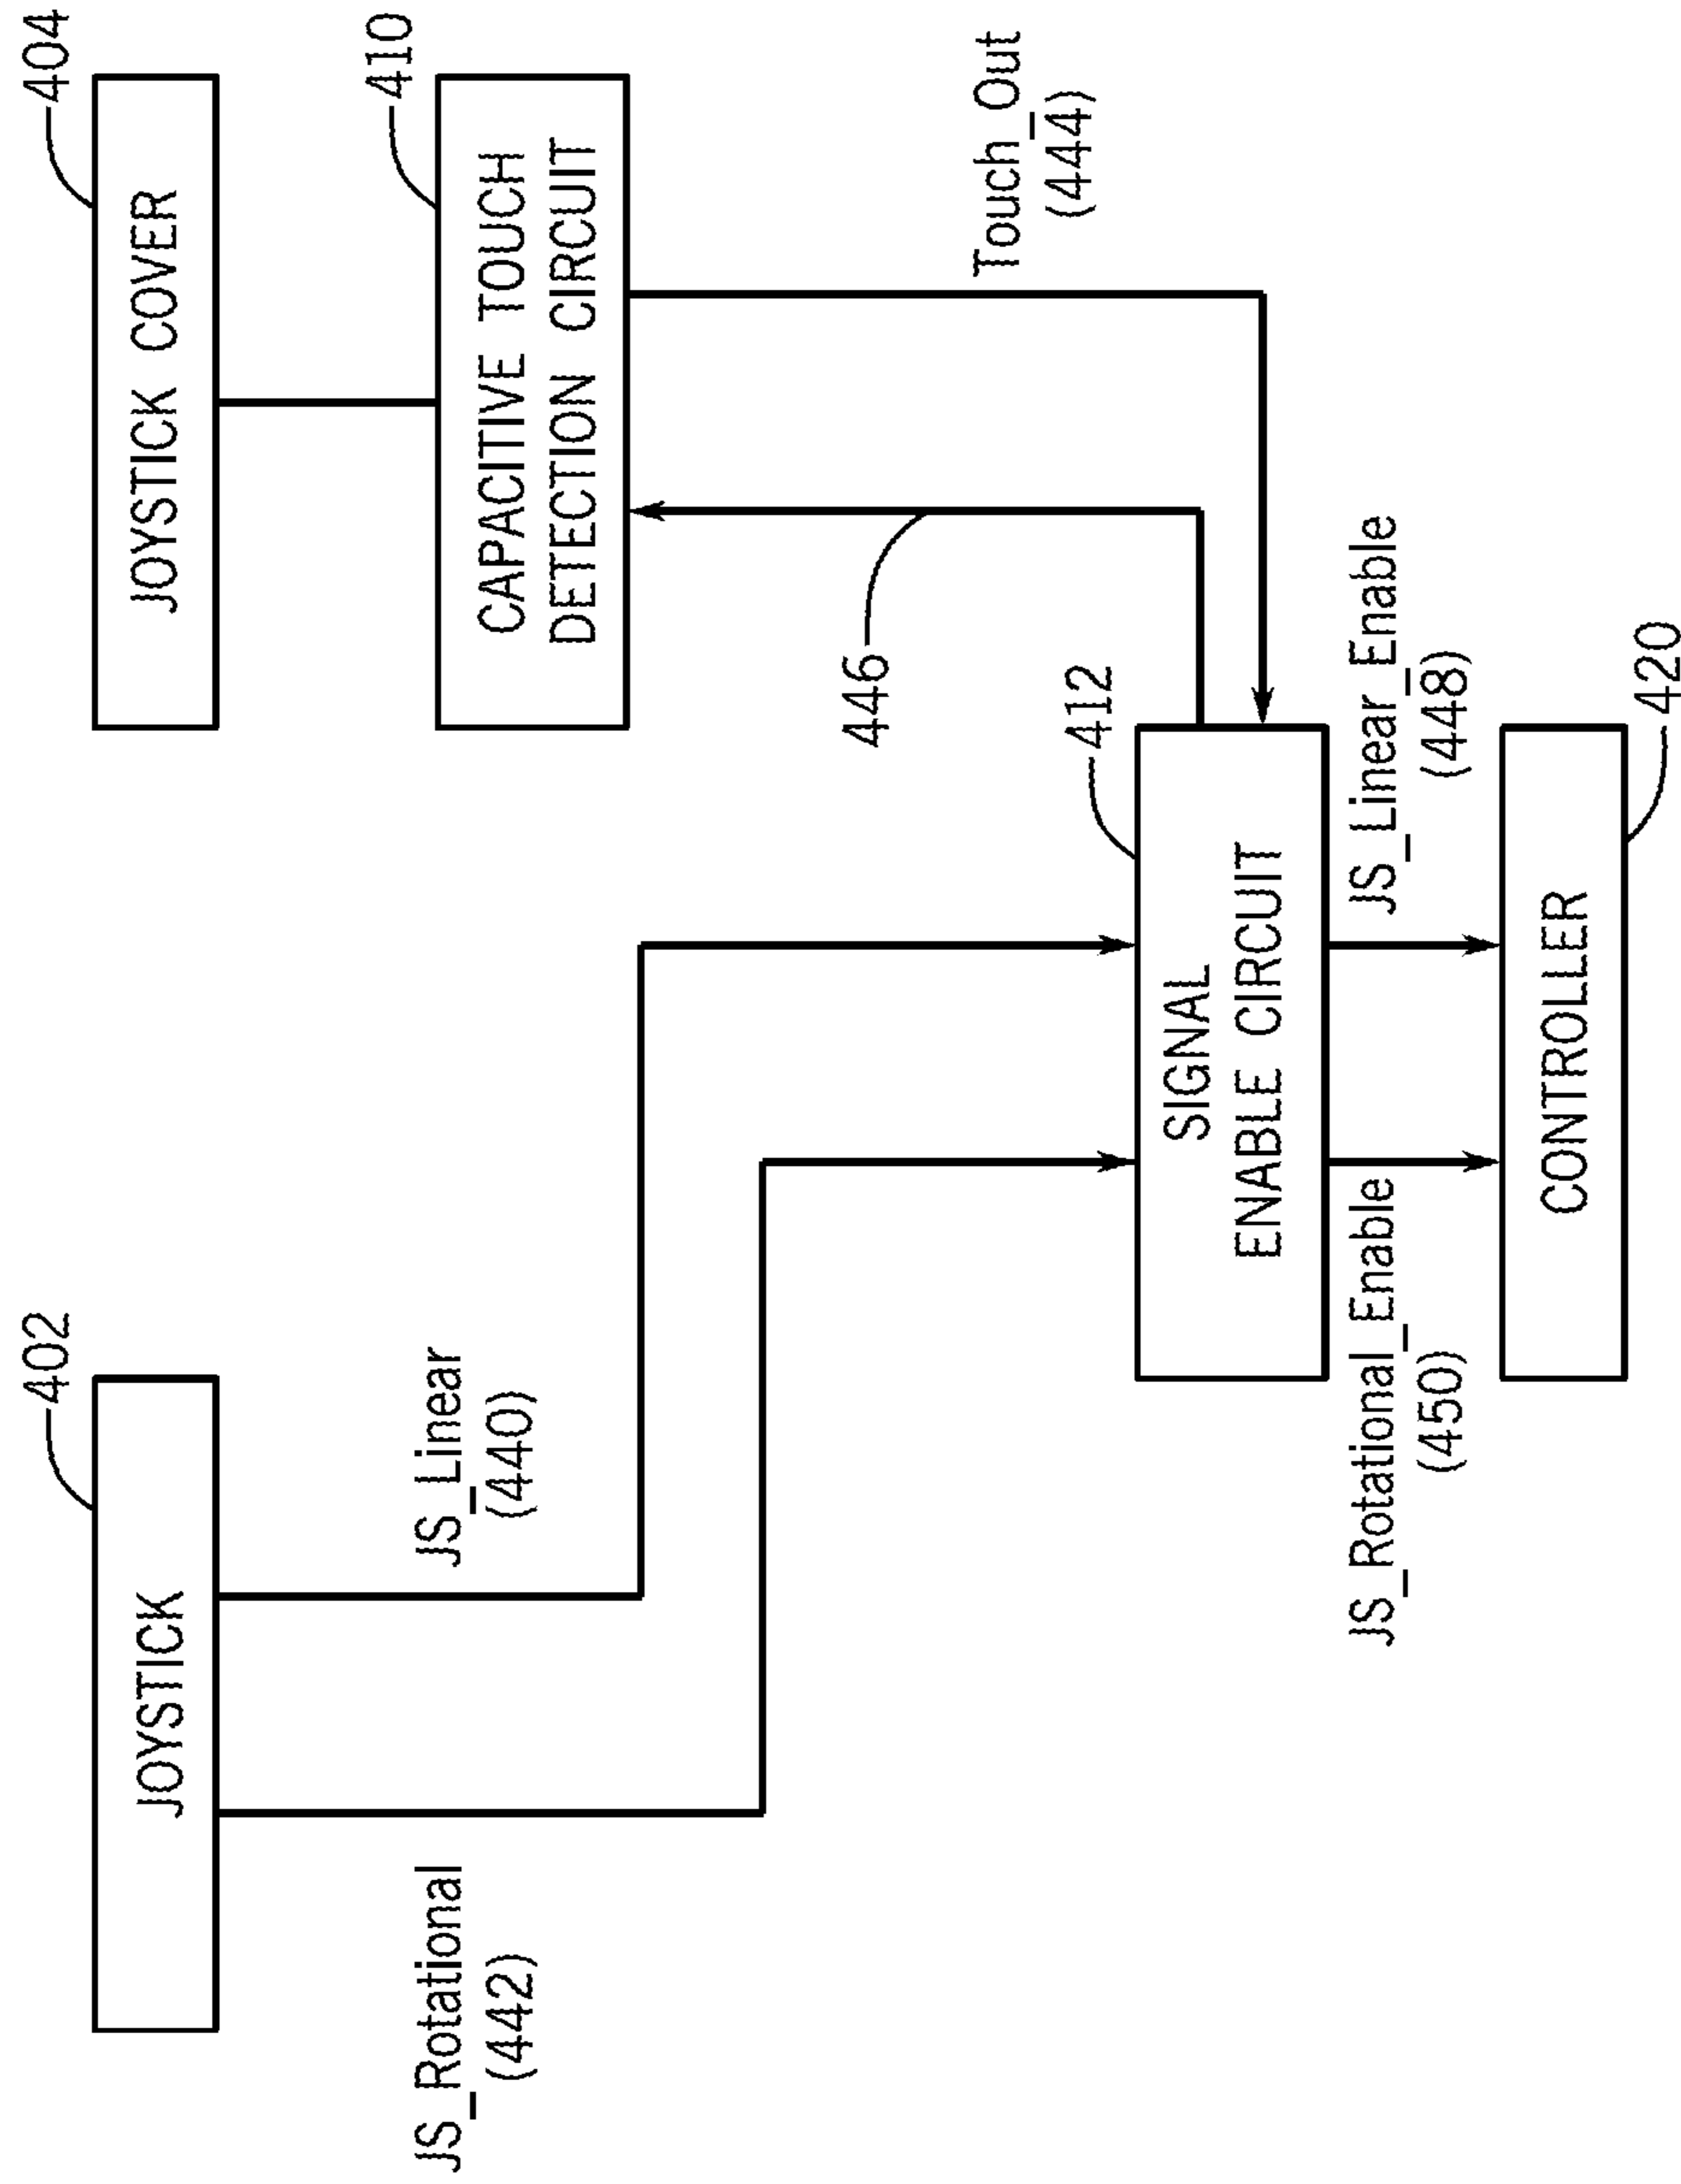 402
JOYSTICK
404
JOYSTICK COVER
JS_Rotational
(442)
JS_Linear
(440)
410
CAPACITIVE TOUCH
DETECTION CIRCUIT
446
Touch_Out
(444)
412
SIGNAL
ENABLE CIRCUIT
JS_Rotational_Enable
(450)
JS_Linear_Enable
(448)
CONTROLLER
420